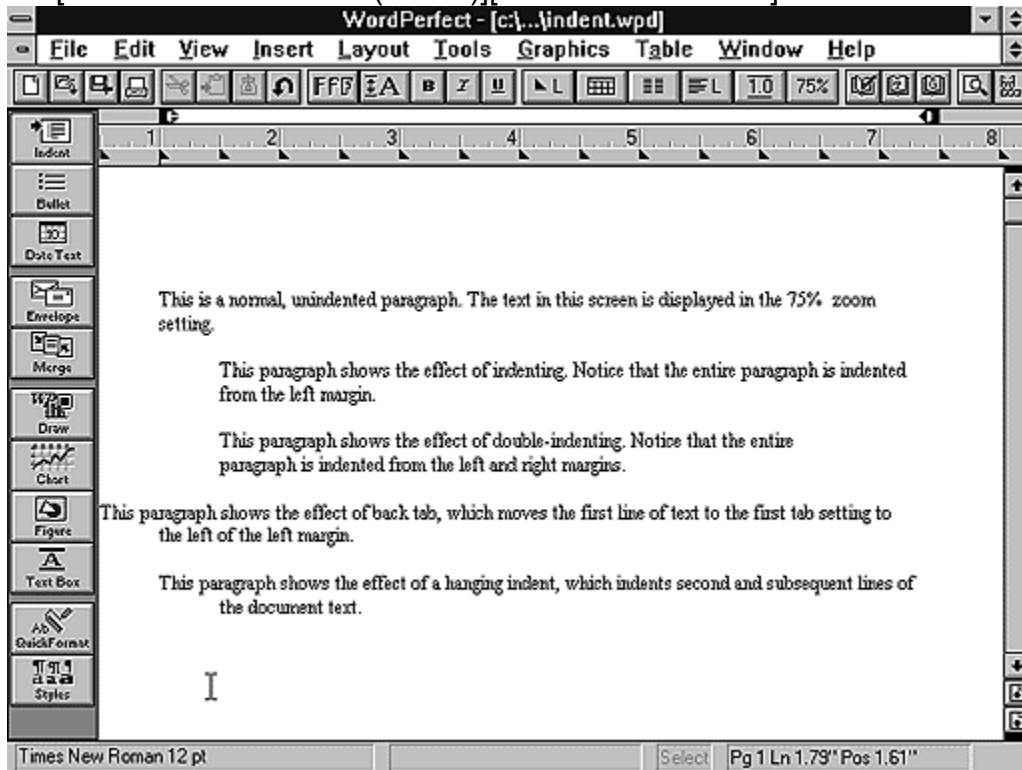 WordPerfect - [c:\...\indent.wpd]
File Edit View Insert Layout Tools Graphics Table Window Help
B I U L L 1.0 75%
1 2 3 4 5 6 7 8
Indent
Bullet
Date Text
Envelope
Merge
Draw
Chart
Figure
Text Box
QuickFormat
Styles
This is a normal, unindented paragraph. The text in this screen is displayed in the 75% zoom
setting.
This paragraph shows the effect of indenting. Notice that the entire paragraph is indented
from the left margin.
This paragraph shows the effect of double-indenting. Notice that the entire
paragraph is indented from the left and right margins.
This paragraph shows the effect of back tab, which moves the first line of text to the first tab setting to
the left of the left margin.
This paragraph shows the effect of a hanging indent, which indents second and subsequent lines of
the document text.
Times New Roman 12 pt Select Pg 1 Ln 1.79" Pos 1.61"